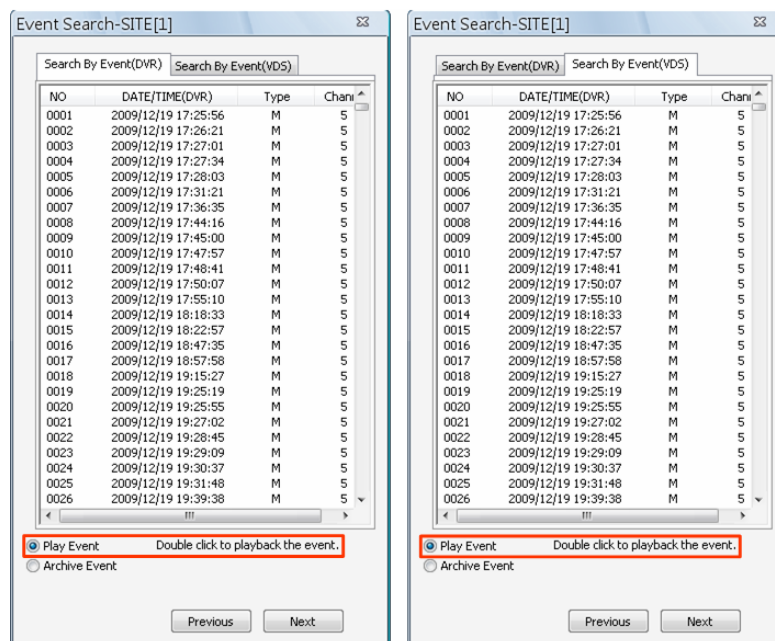 Event Search-SITE[1]
Search By Event(DVR) Search By Event(VDS)
NO DATE/TIME(DVR) Type Chann
0001 2009/12/19 17:25:56 M 5
0002 2009/12/19 17:26:21 M 5
0003 2009/12/19 17:27:01 M 5
0004 2009/12/19 17:27:34 M 5
0005 2009/12/19 17:28:03 M 5
0006 2009/12/19 17:31:21 M 5
0007 2009/12/19 17:36:35 M 5
0008 2009/12/19 17:44:16 M 5
0009 2009/12/19 17:45:00 M 5
0010 2009/12/19 17:47:57 M 5
0011 2009/12/19 17:48:41 M 5
0012 2009/12/19 17:50:07 M 5
0013 2009/12/19 17:55:10 M 5
0014 2009/12/19 18:18:33 M 5
0015 2009/12/19 18:22:57 M 5
0016 2009/12/19 18:47:35 M 5
0017 2009/12/19 18:57:58 M 5
0018 2009/12/19 19:15:27 M 5
0019 2009/12/19 19:25:19 M 5
0020 2009/12/19 19:25:55 M 5
0021 2009/12/19 19:27:02 M 5
0022 2009/12/19 19:28:45 M 5
0023 2009/12/19 19:29:09 M 5
0024 2009/12/19 19:30:37 M 5
0025 2009/12/19 19:31:48 M 5
0026 2009/12/19 19:39:38 M 5
Play Event Double click to playback the event.
Archive Event
Previous Next
Event Search-SITE[1]
Search By Event(DVR) Search By Event(VDS)
NO DATE/TIME(DVR) Type Chann
0001 2009/12/19 17:25:56 M 5
0002 2009/12/19 17:26:21 M 5
0003 2009/12/19 17:27:01 M 5
0004 2009/12/19 17:27:34 M 5
0005 2009/12/19 17:28:03 M 5
0006 2009/12/19 17:31:21 M 5
0007 2009/12/19 17:36:35 M 5
0008 2009/12/19 17:44:16 M 5
0009 2009/12/19 17:45:00 M 5
0010 2009/12/19 17:47:57 M 5
0011 2009/12/19 17:48:41 M 5
0012 2009/12/19 17:50:07 M 5
0013 2009/12/19 17:55:10 M 5
0014 2009/12/19 18:18:33 M 5
0015 2009/12/19 18:22:57 M 5
0016 2009/12/19 18:47:35 M 5
0017 2009/12/19 18:57:58 M 5
0018 2009/12/19 19:15:27 M 5
0019 2009/12/19 19:25:19 M 5
0020 2009/12/19 19:25:55 M 5
0021 2009/12/19 19:27:02 M 5
0022 2009/12/19 19:28:45 M 5
0023 2009/12/19 19:29:09 M 5
0024 2009/12/19 19:30:37 M 5
0025 2009/12/19 19:31:48 M 5
0026 2009/12/19 19:39:38 M 5
Play Event Double click to playback the event.
Archive Event
Previous Next